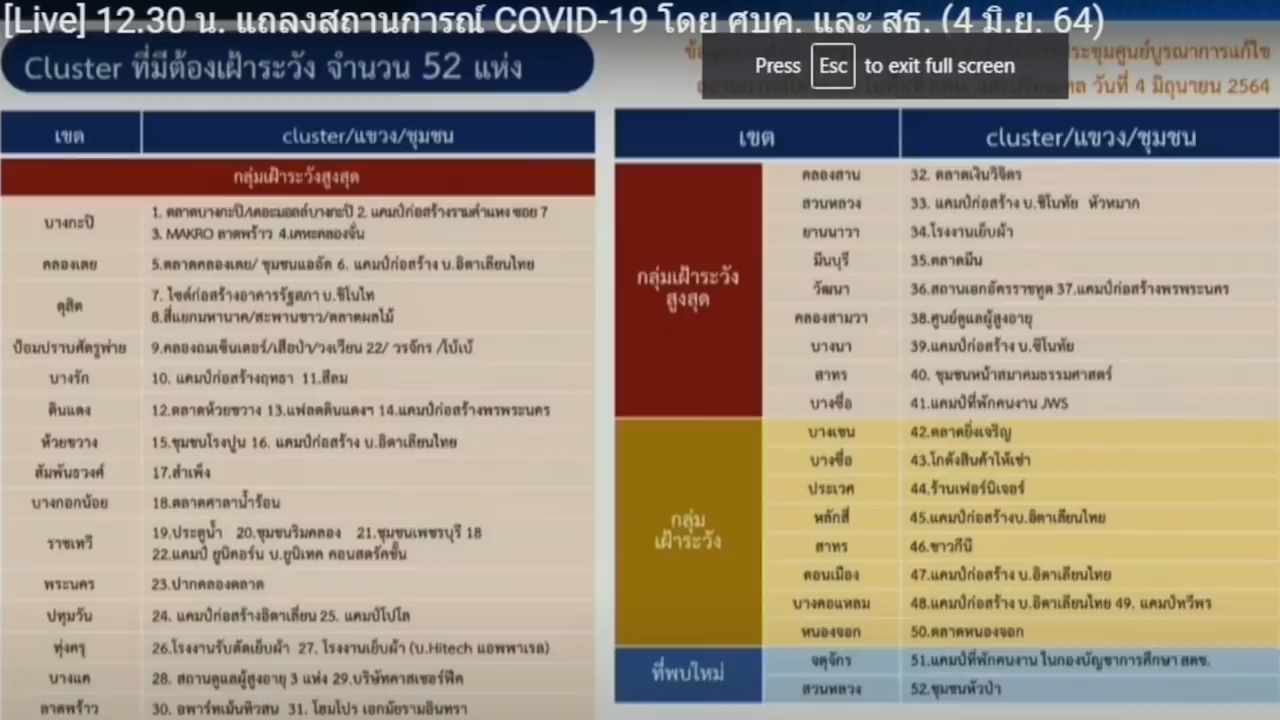 [Live] 12.30 น. แถลงสถานการณ์ COVID-19 โดย ศบค. และ สธ. (4 มิ.ย. 64)
Press Esc to exit full screen
ระชุมศูนย์บูรณาการแก้ไข
วันที่ 4 มิถุนายน 2564
Cluster ที่มีต้องเฝ้าระวัง จำนวน 52 แห่ง
เขต cluster/แขวง/ชุมชน
กลุ่มเฝ้าระวังสูงสุด
บางกะปิ
1. ตลาดบางกะปิ/เดอะมอลล์บางกะปิ 2. แคมป์ก่อสร้างรามคำแหง ซอย 7
3. MAKRO ลาดพร้าว 4.เคหะคลองจั่น
คลองเตย 5.ตลาดคลองเตย/ ชุมชนแออัด 6. แคมป์ก่อสร้าง บ.อิตาเลียนไทย
ดุสิต
7. ไซต์ก่อสร้างอาคารรัฐสภา บ.ชิโนไท
8.สี่แยกมหานาค/สะพานขาว/ตลาดผลไม้
ป้อมปราบศัตรูพ่าย 9.คลองถมเซ็นเตอร์/เสือป่า/วงเวียน 22/ วรจักร /โบ๊เบ๊
บางรัก 10. แคมป์ก่อสร้างฤทธา 11.สีลม
ดินแดง 12.ตลาดห้วยขวาง 13.แฟลตดินแดงฯ 14.แคมป์ก่อสร้างพรพระนคร
ห้วยขวาง 15.ชุมชนโรงปูน 16. แคมป์ก่อสร้าง บ.อิตาเลียนไทย
สัมพันธวงศ์ 17.สำเพ็ง
บางกอกน้อย 18.ตลาดศาลาน้ำร้อน
ราชเทวี
19.ประตูน้ำ 20.ชุมชนริมคลอง 21.ชุมชนเพชรบุรี 18
22.แคมป์ ยูนิคอร์น บ.ยูนิเทค คอนสตรัคชั่น
พระนคร 23.ปากคลองตลาด
ปทุมวัน 24. แคมป์ก่อสร้างอิตาเลี่ยน 25. แคมป์โปโล
ทุ่งครุ 26.โรงงานรับตัดเย็บผ้า 27. โรงงานเย็บผ้า (บ.Hitech แอพพาเรล)
บางแค 28. สถานดูแลผู้สูงอายุ 3 แห่ง 29.บริษัทคาสเซอร์พีค
ลาดพร้าว 30. อพาร์ทเม้นทิวสน 31. โฮมโปร เอกมัยรามอินทรา
เขต cluster/แขวง/ชุมชน
กลุ่มเฝ้าระวัง
สูงสุด
คลองสาน 32. ตลาดเงินวิจิตร
สวนหลวง 33. แคมป์ก่อสร้าง บ.ชิโนทัย หัวหมาก
ยานนาวา 34.โรงงานเย็บผ้า
มีนบุรี 35.ตลาดมีน
วัฒนา 36.สถานเอกอัครราชทูต 37.แคมป์ก่อสร้างพรพระนคร
คลองสามวา 38.ศูนย์ดูแลผู้สูงอายุ
บางนา 39.แคมป์ก่อสร้าง บ.ชิโนทัย
สาทร 40. ชุมชนหน้าสมาคมธรรมศาสตร์
บางซื่อ 41.แคมป์ที่พักคนงาน JWS
กลุ่ม
เฝ้าระวัง
บางเขน 42.ตลาดยิ่งเจริญ
บางซื่อ 43.โกดังสินค้าให้เช่า
ประเวศ 44.ร้านเฟอร์นิเจอร์
หลักสี่ 45.แคมป์ก่อสร้างบ.อิตาเลียนไทย
สาทร 46.ชาวกีนี
ดอนเมือง 47.แคมป์ก่อสร้าง บ.อิตาเลียนไทย
บางคอแหลม 48.แคมป์ก่อสร้าง บ.อิตาเลียนไทย 49. แคมป์ทวีพร
หนองจอก 50.ตลาดหนองจอก
ที่พบใหม่
จตุจักร 51.แคมป์ที่พักคนงาน ในกองบัญชาการศึกษา สตช.
สวนหลวง 52.ชุมชนหัวป่า